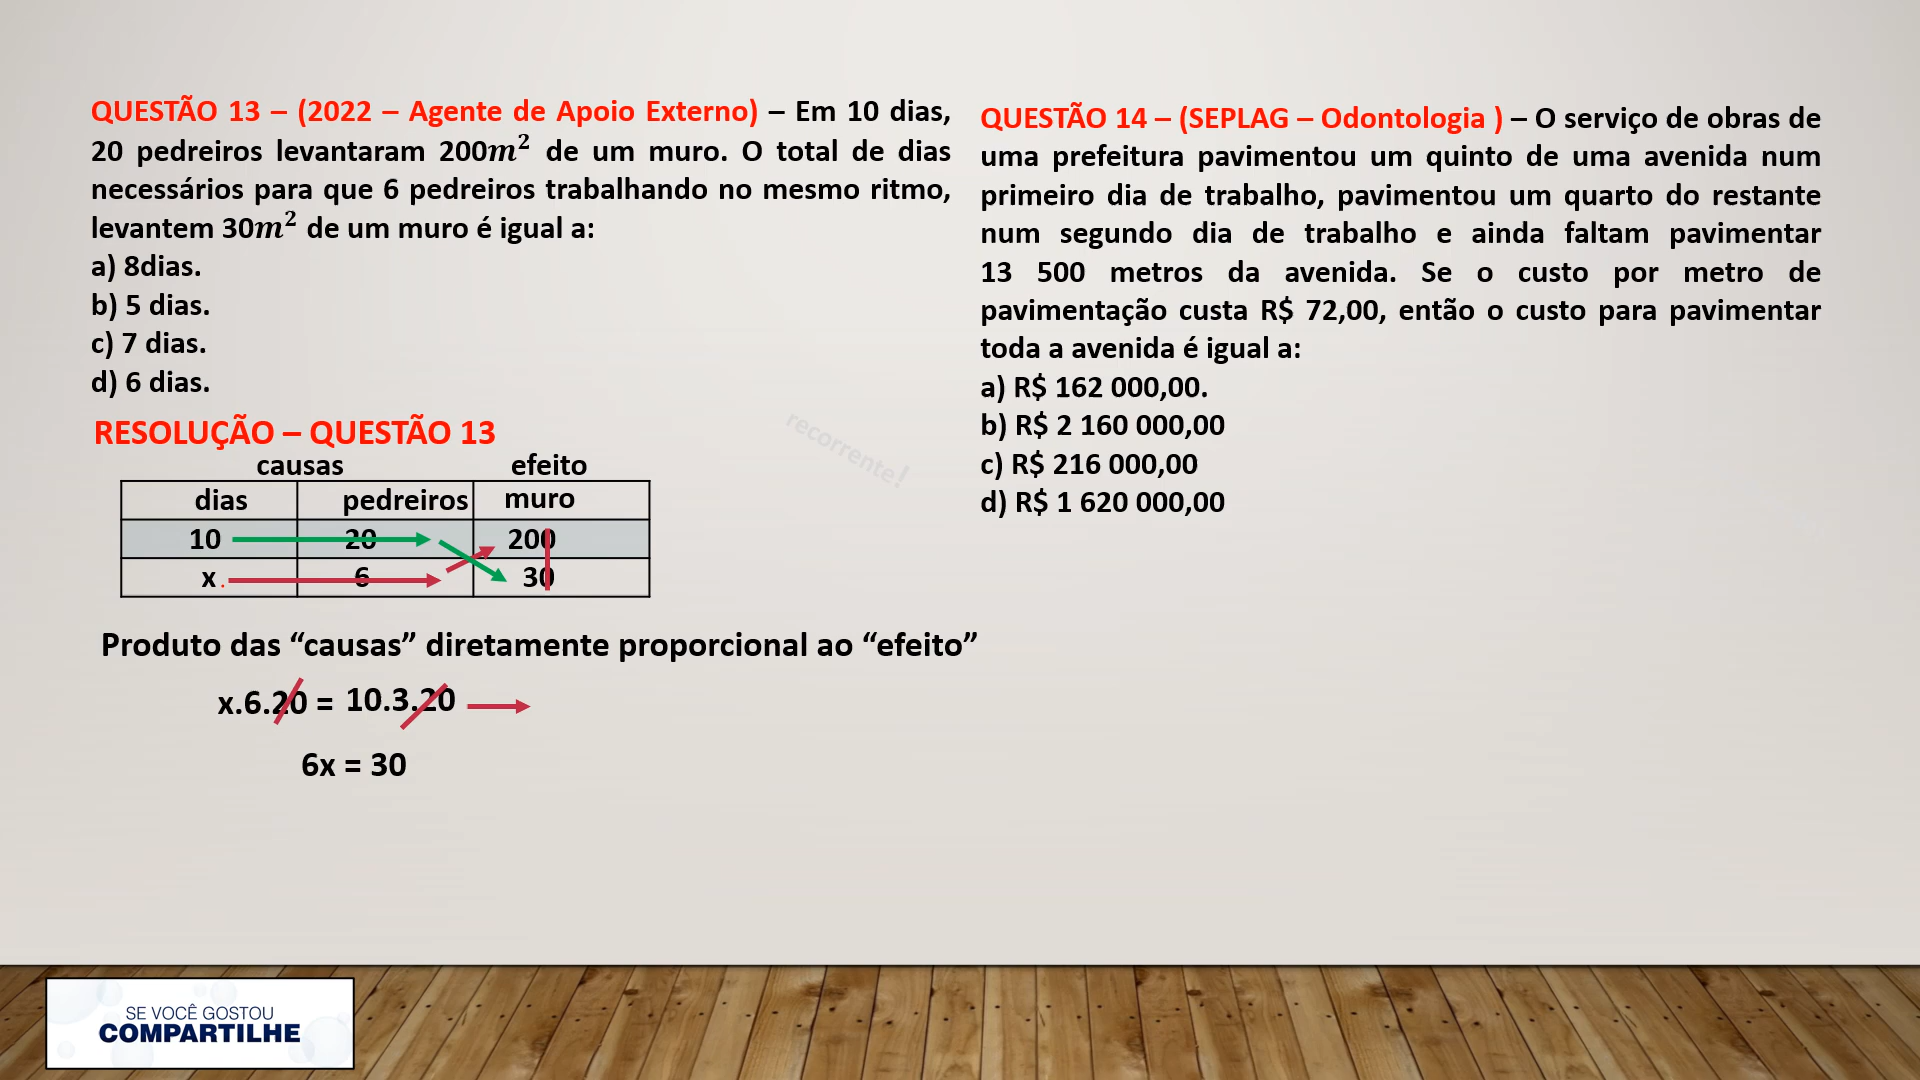 QUESTÃO 13 – (2022 – Agente de Apoio Externo) – Em 10 dias,
20 pedreiros levantaram 200m² de um muro. O total de dias
necessários para que 6 pedreiros trabalhando no mesmo ritmo,
levantem 30m² de um muro é igual a:
a) 8dias.
b) 5 dias.
c) 7 dias.
d) 6 dias.
RESOLUÇÃO – QUESTÃO 13
causas efeito
dias pedreiros muro
10 20 200
x . 6 30
Produto das “causas” diretamente proporcional ao “efeito”
x.6.20 = 10.3.20
6x = 30
recorrente!
QUESTÃO 14 – (SEPLAG – Odontologia ) – O serviço de obras de
uma prefeitura pavimentou um quinto de uma avenida num
primeiro dia de trabalho, pavimentou um quarto do restante
num segundo dia de trabalho e ainda faltam pavimentar
13 500 metros da avenida. Se o custo por metro de
pavimentação custa R$ 72,00, então o custo para pavimentar
toda a avenida é igual a:
a) R$ 162 000,00.
b) R$ 2 160 000,00
c) R$ 216 000,00
d) R$ 1 620 000,00
SE VOCÊ GOSTOU
COMPARTILHE